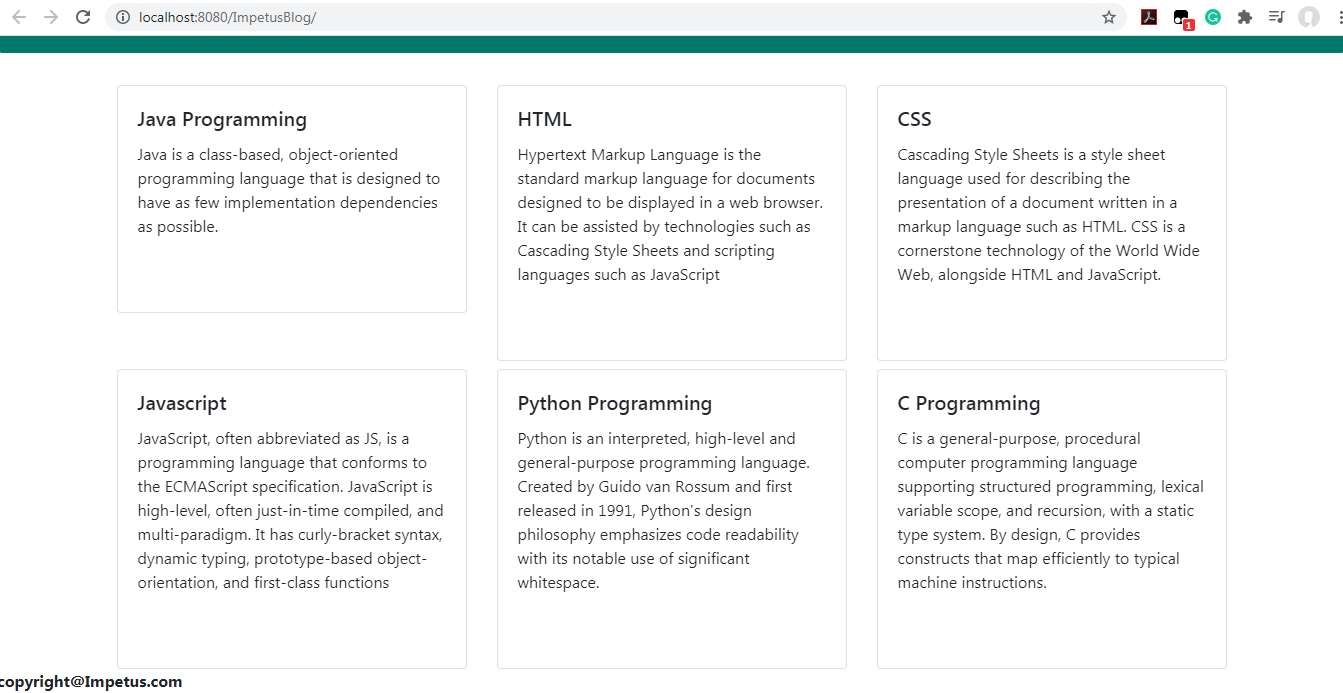 localhost:8080/ImpetusBlog/
1
Java Programming
Java is a class-based, object-oriented
programming language that is designed to
have as few implementation dependencies
as possible.
HTML
Hypertext Markup Language is the
standard markup language for documents
designed to be displayed in a web browser.
It can be assisted by technologies such as
Cascading Style Sheets and scripting
languages such as JavaScript
CSS
Cascading Style Sheets is a style sheet
language used for describing the
presentation of a document written in a
markup language such as HTML. CSS is a
cornerstone technology of the World Wide
Web, alongside HTML and JavaScript.
Javascript
JavaScript, often abbreviated as JS, is a
programming language that conforms to
the ECMAScript specification. JavaScript is
high-level, often just-in-time compiled, and
multi-paradigm. It has curly-bracket syntax,
dynamic typing, prototype-based object-
orientation, and first-class functions
Python Programming
Python is an interpreted, high-level and
general-purpose programming language.
Created by Guido van Rossum and first
released in 1991, Python's design
philosophy emphasizes code readability
with its notable use of significant
whitespace.
C Programming
C is a general-purpose, procedural
computer programming language
supporting structured programming, lexical
variable scope, and recursion, with a static
type system. By design, C provides
constructs that map efficiently to typical
machine instructions.
copyright@Impetus.com